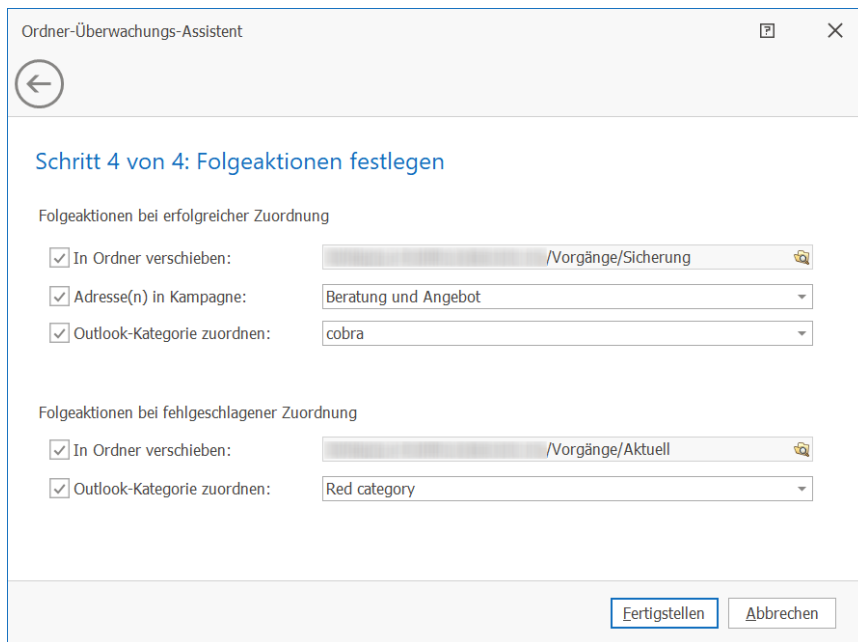 Ordner-Überwachungs-Assistent
Schritt 4 von 4: Folgeaktionen festlegen
Folgeaktionen bei erfolgreicher Zuordnung
In Ordner verschieben: /Vorgänge/Sicherung
Adresse(n) in Kampagne: Beratung und Angebot
Outlook-Kategorie zuordnen: cobra
Folgeaktionen bei fehlgeschlagener Zuordnung
In Ordner verschieben: /Vorgänge/Aktuell
Outlook-Kategorie zuordnen: Red category
Fertigstellen Abbrechen